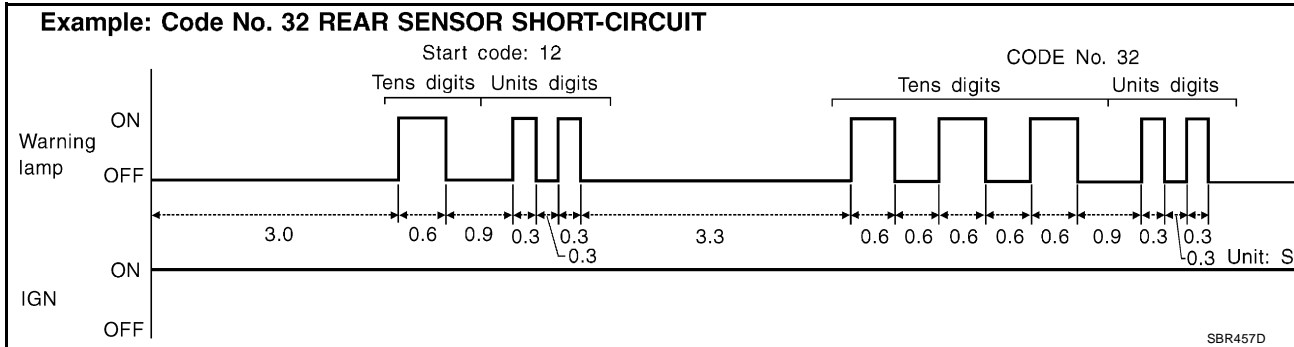 Example: Code No. 32 REAR SENSOR SHORT-CIRCUIT
Start code: 12
CODE No. 32
Tens digits Units digits
Tens digits Units digits
ON
Warning
lamp
OFF
3.0 0.6 0.9 0.3 0.3 3.3 0.6 0.6 0.6 0.6 0.6 0.9 0.3 0.3
0.3
0.3 Unit: S
ON
IGN
OFF
SBR457D